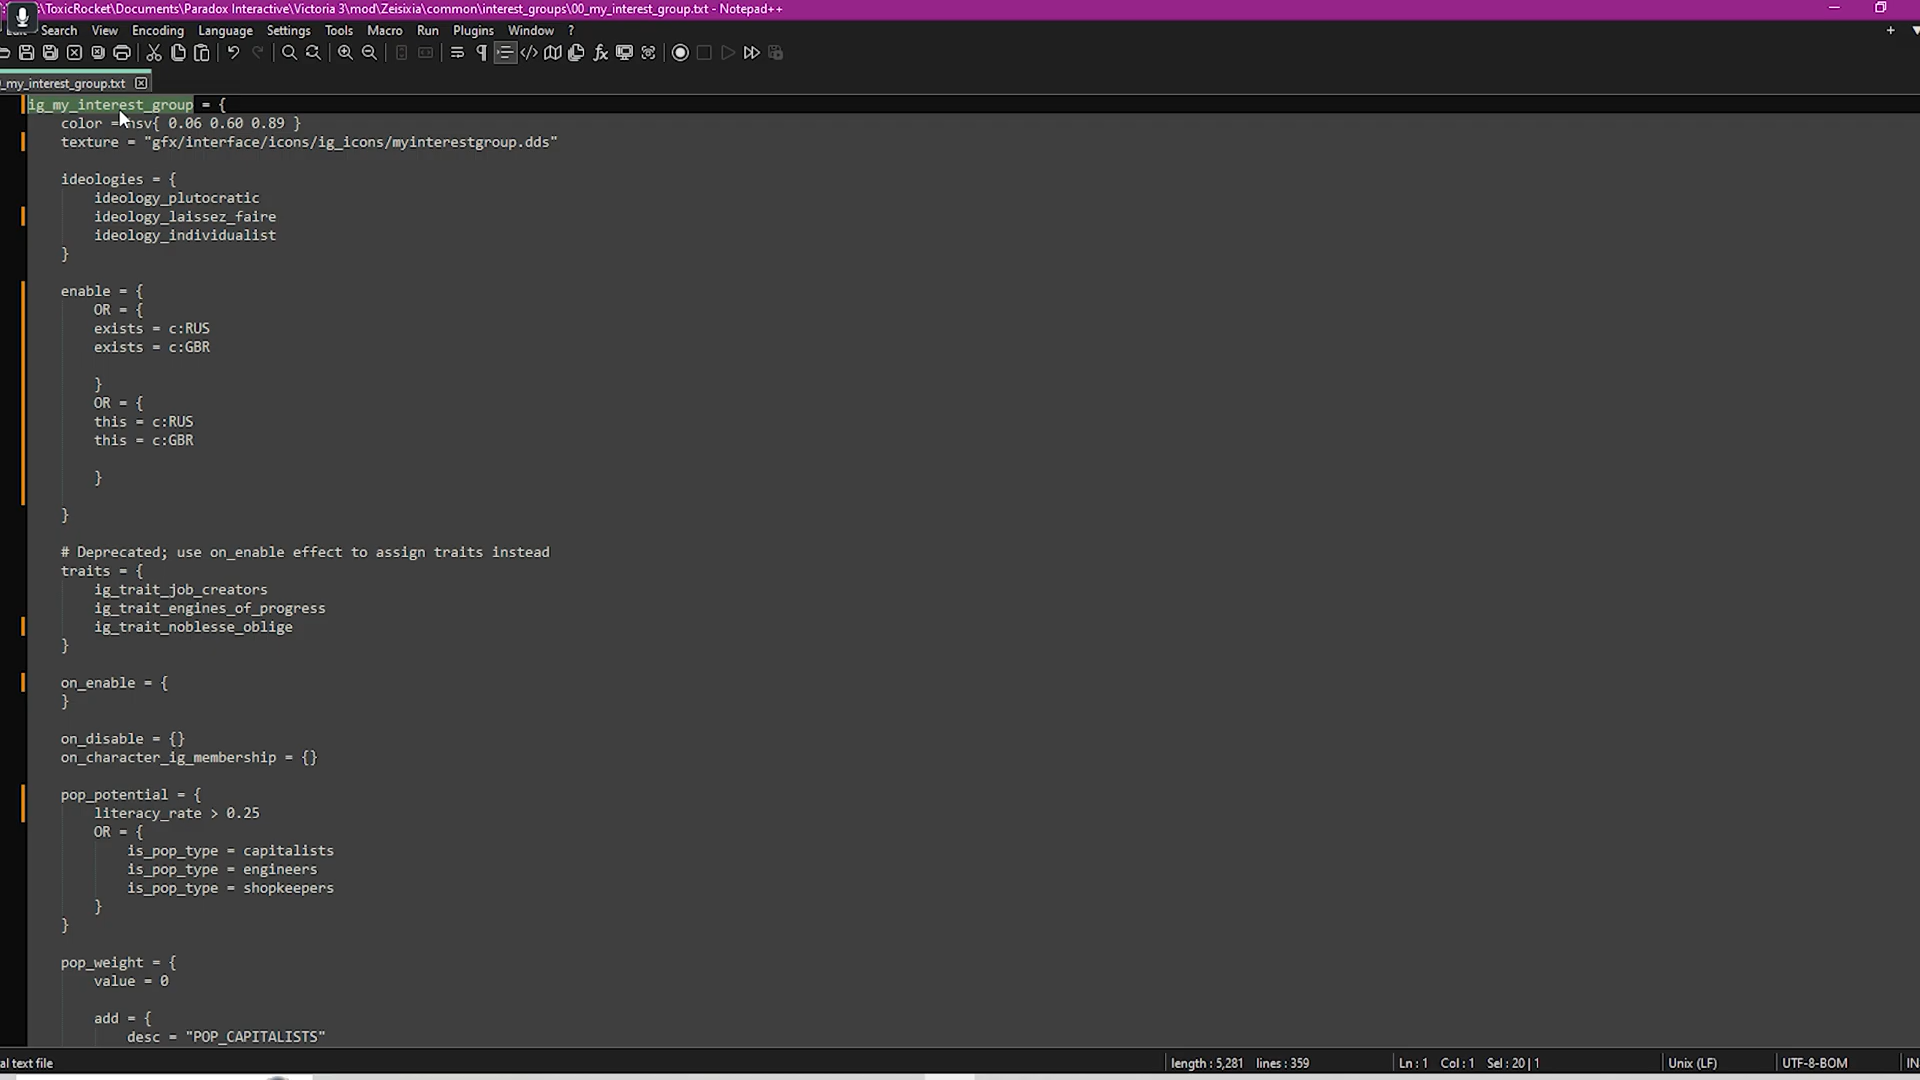 \ToxicRocket\Documents\Paradox Interactive\Victoria 3\mod\Zeisixia\common\interest_groups\00_my_interest_group.txt - Notepad++
Search View Encoding Language Settings Tools Macro Run Plugins Window ?
_my_interest_group.txt
ig_my_interest_group = {
color = hsv{ 0.06 0.60 0.89 }
texture = "gfx/interface/icons/ig_icons/myinterestgroup.dds"
ideologies = {
ideology_plutocratic
ideology_laissez_faire
ideology_individualist
}
enable = {
OR = {
exists = c:RUS
exists = c:GBR
}
OR = {
this = c:RUS
this = c:GBR
}
}
# Deprecated; use on_enable effect to assign traits instead
traits = {
ig_trait_job_creators
ig_trait_engines_of_progress
ig_trait_noblesse_oblige
}
on_enable = {
}
on_disable = {}
on_character_ig_membership = {}
pop_potential = {
literacy_rate > 0.25
OR = {
is_pop_type = capitalists
is_pop_type = engineers
is_pop_type = shopkeepers
}
}
pop_weight = {
value = 0
add = {
desc = "POP_CAPITALISTS"
al text file length : 5,281 lines : 359 Ln : 1 Col : 1 Sel : 20 | 1 Unix (LF) UTF-8-BOM IN